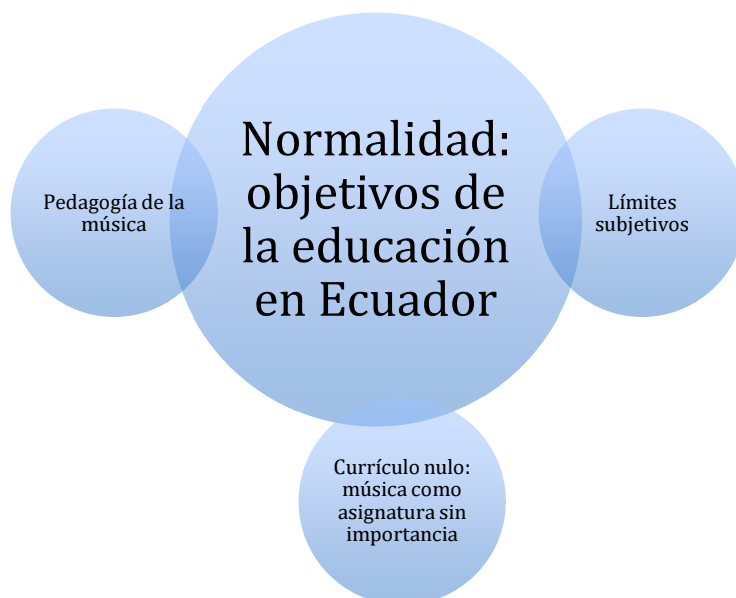 Normalidad:
objetivos de
la educación
en Ecuador
Pedagogía de la
música
Límites
subjetivos
Currículo nulo:
música como
asignatura sin
importancia